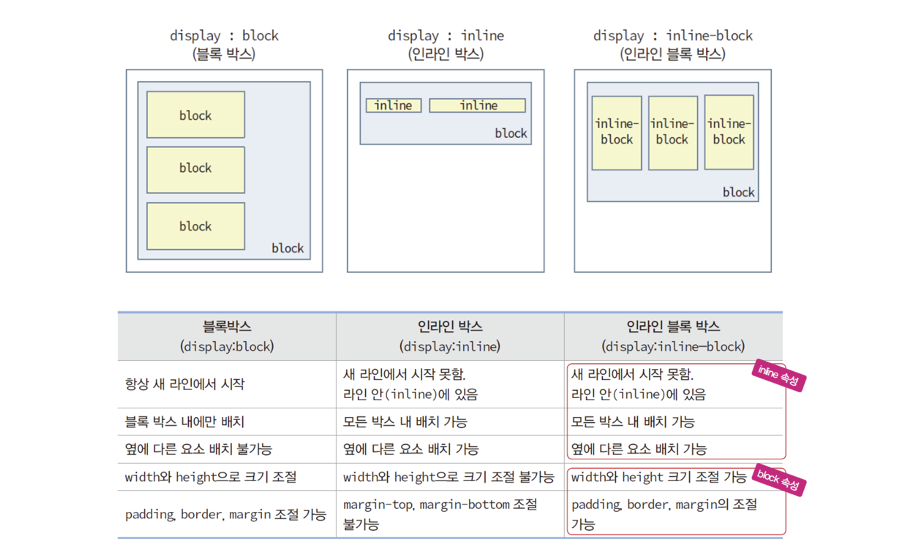 display : block
(블록 박스)
display : inline
(인라인 박스)
display : inline-block
(인라인 블록 박스)
block
block
block
block
inline
inline
block
inline-
block
inline-
block
inline-
block
block
블록박스
(display:block)
인라인 박스
(display:inline)
인라인 블록 박스
(display:inline-block)
항상 새 라인에서 시작
새 라인에서 시작 못함.
라인 안(inline)에 있음
새 라인에서 시작 못함.
라인 안(inline)에 있음
inline 속성
블록 박스 내에만 배치
모든 박스 내 배치 가능
모든 박스 내 배치 가능
옆에 다른 요소 배치 불가능
옆에 다른 요소 배치 가능
옆에 다른 요소 배치 가능
width와 height으로 크기 조절
width와 height으로 크기 조절 불가능
width와 height 크기 조절 가능
block 속성
padding, border, margin 조절 가능
margin-top, margin-bottom 조절
불가능
padding, border, margin의 조절
가능